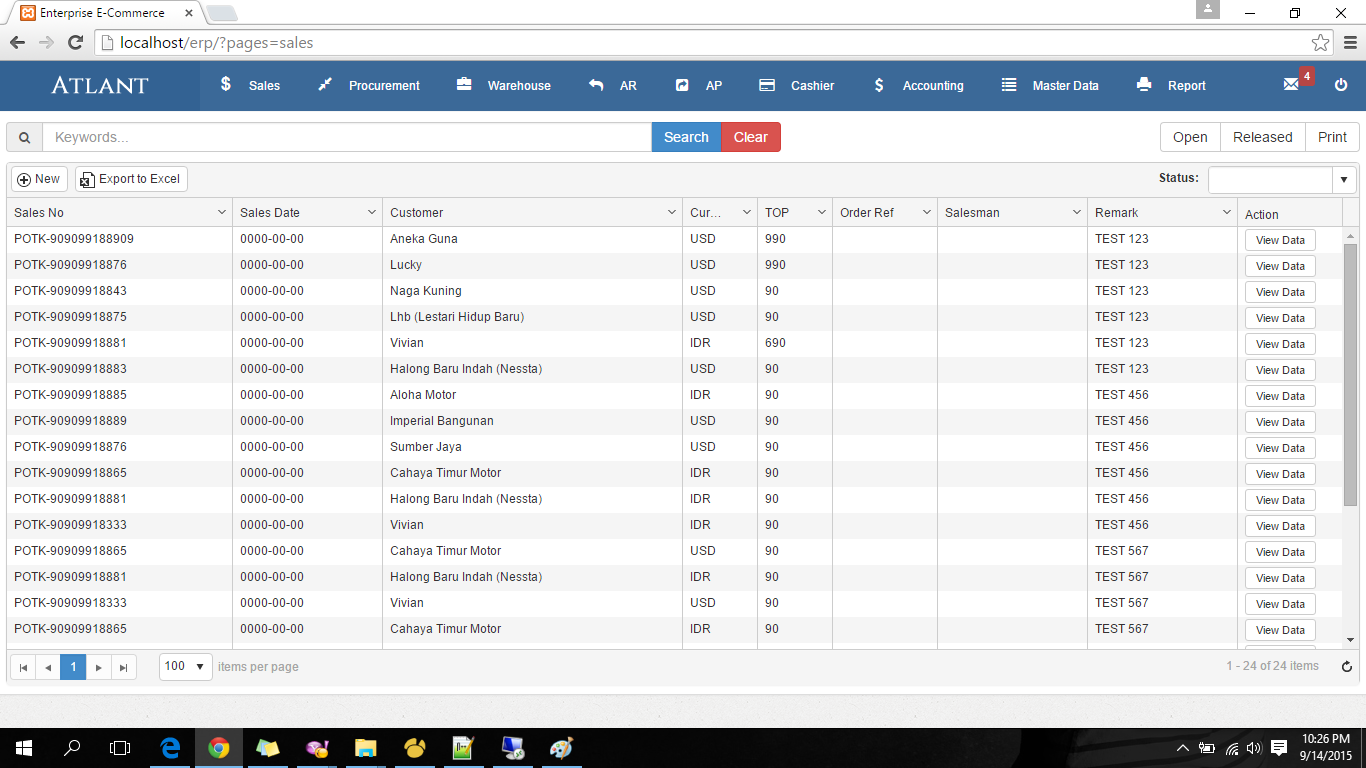 Enterprise E-Commerce
localhost/erp/?pages=sales
ATLANT Sales Procurement Warehouse AR AP Cashier Accounting Master Data Report 4
Keywords... Search Clear Open Released Print
New Export to Excel Status:
Sales No Sales Date Customer Cur... TOP Order Ref Salesman Remark Action
POTK-909099188909 0000-00-00 Aneka Guna USD 990 TEST 123 View Data
POTK-90909918876 0000-00-00 Lucky USD 990 TEST 123 View Data
POTK-90909918843 0000-00-00 Naga Kuning USD 90 TEST 123 View Data
POTK-90909918875 0000-00-00 Lhb (Lestari Hidup Baru) USD 90 TEST 123 View Data
POTK-90909918881 0000-00-00 Vivian IDR 690 TEST 123 View Data
POTK-90909918883 0000-00-00 Halong Baru Indah (Nessta) USD 90 TEST 123 View Data
POTK-90909918885 0000-00-00 Aloha Motor IDR 90 TEST 456 View Data
POTK-90909918889 0000-00-00 Imperial Bangunan USD 90 TEST 456 View Data
POTK-90909918876 0000-00-00 Sumber Jaya USD 90 TEST 456 View Data
POTK-90909918865 0000-00-00 Cahaya Timur Motor IDR 90 TEST 456 View Data
POTK-90909918881 0000-00-00 Halong Baru Indah (Nessta) IDR 90 TEST 456 View Data
POTK-90909918333 0000-00-00 Vivian IDR 90 TEST 456 View Data
POTK-90909918865 0000-00-00 Cahaya Timur Motor USD 90 TEST 567 View Data
POTK-90909918881 0000-00-00 Halong Baru Indah (Nessta) IDR 90 TEST 567 View Data
POTK-90909918333 0000-00-00 Vivian USD 90 TEST 567 View Data
POTK-90909918865 0000-00-00 Cahaya Timur Motor IDR 90 TEST 567 View Data
1 100 items per page 1 - 24 of 24 items
10:26 PM
9/14/2015